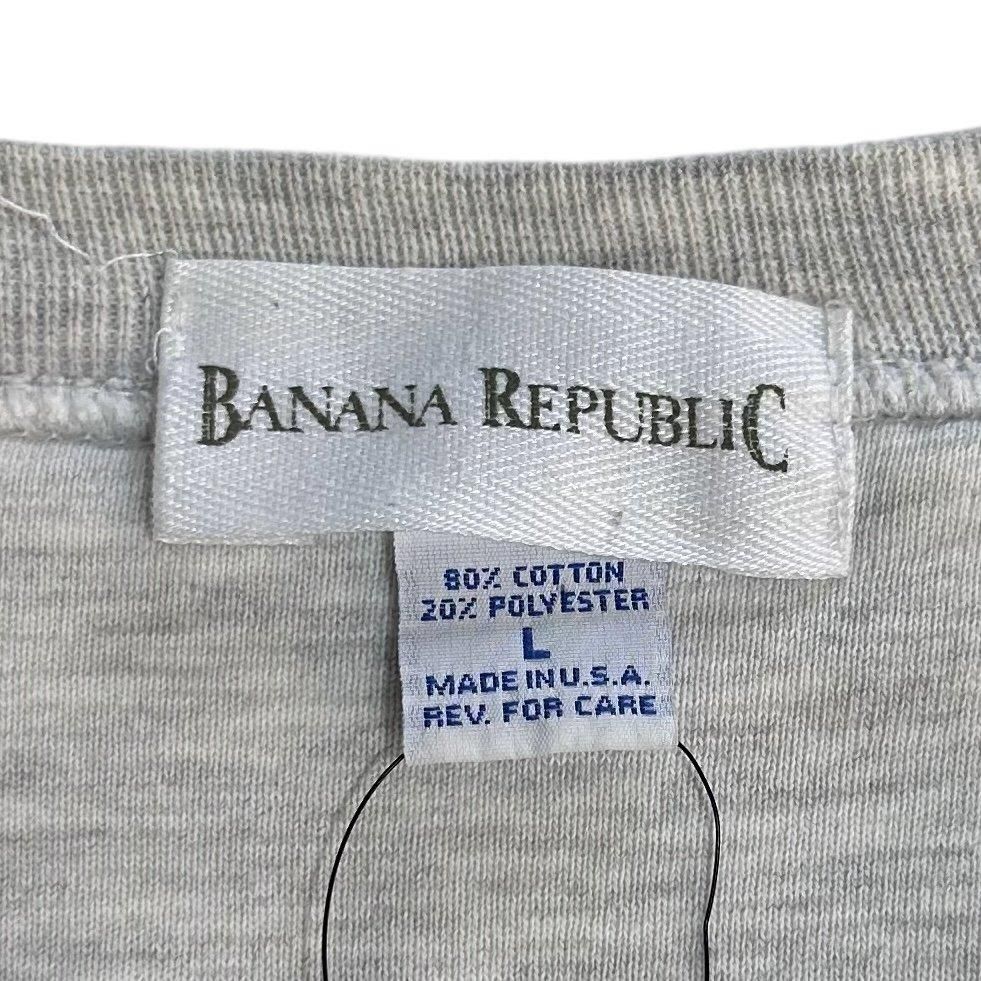 BANANA REPUBLIC
80% COTTON
20% POLYESTER
L
MADE IN U.S.A.
REV. FOR CARE